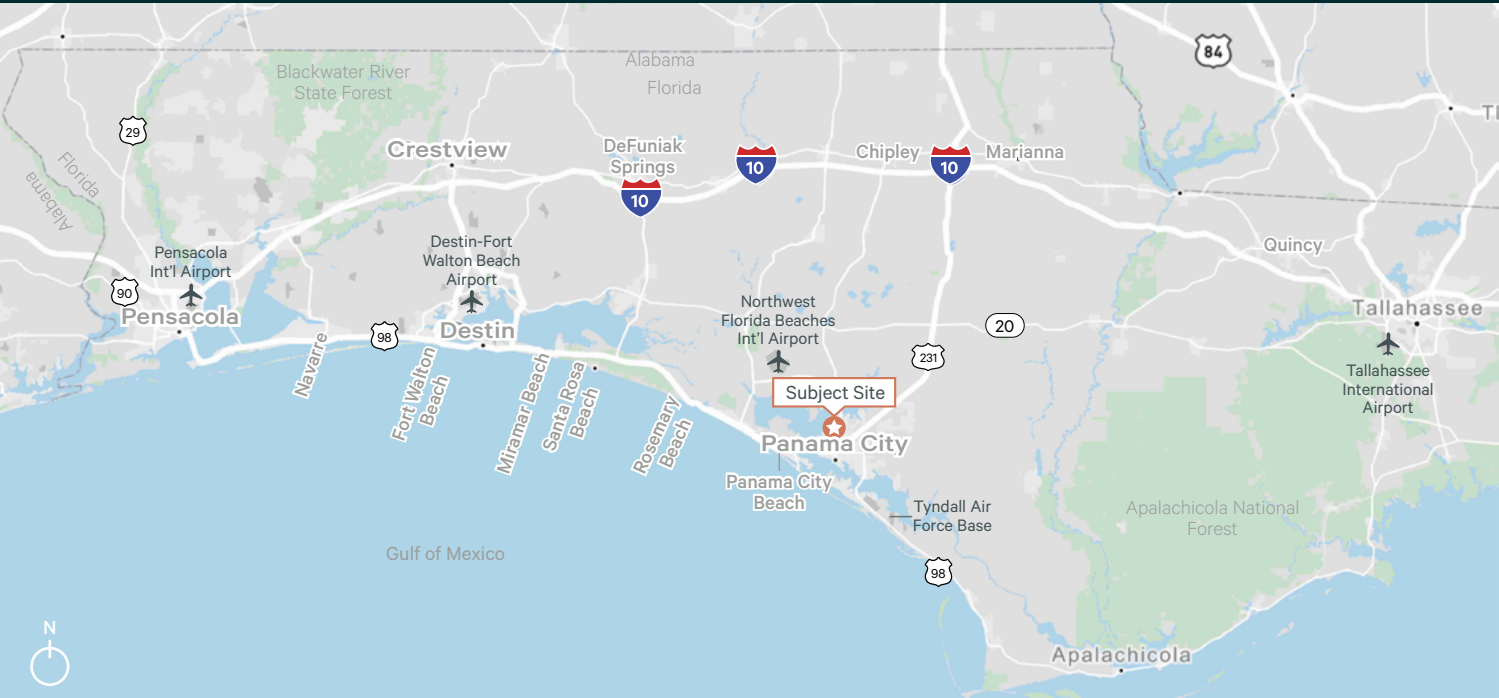 84
Alabama
Florida
Blackwater River
State Forest
29
Crestview
DeFuniak
Springs
10
10
Chipley
10
Marianna
Florida
Alabama
Pensacola
Int'l Airport
Destin-Fort
Walton Beach
Airport
Quincy
90
Pensacola
98
Destin
Northwest
Florida Beaches
Int'l Airport
20
231
Tallahassee
Tallahassee
International
Airport
Navarre
Fort Walton
Beach
Miramar Beach
Santa Rosa
Beach
Rosemary
Beach
Subject Site
Panama City
Panama City
Beach
Tyndall Air
Force Base
Apalachicola National
Forest
Gulf of Mexico
98
N
Apalachicola